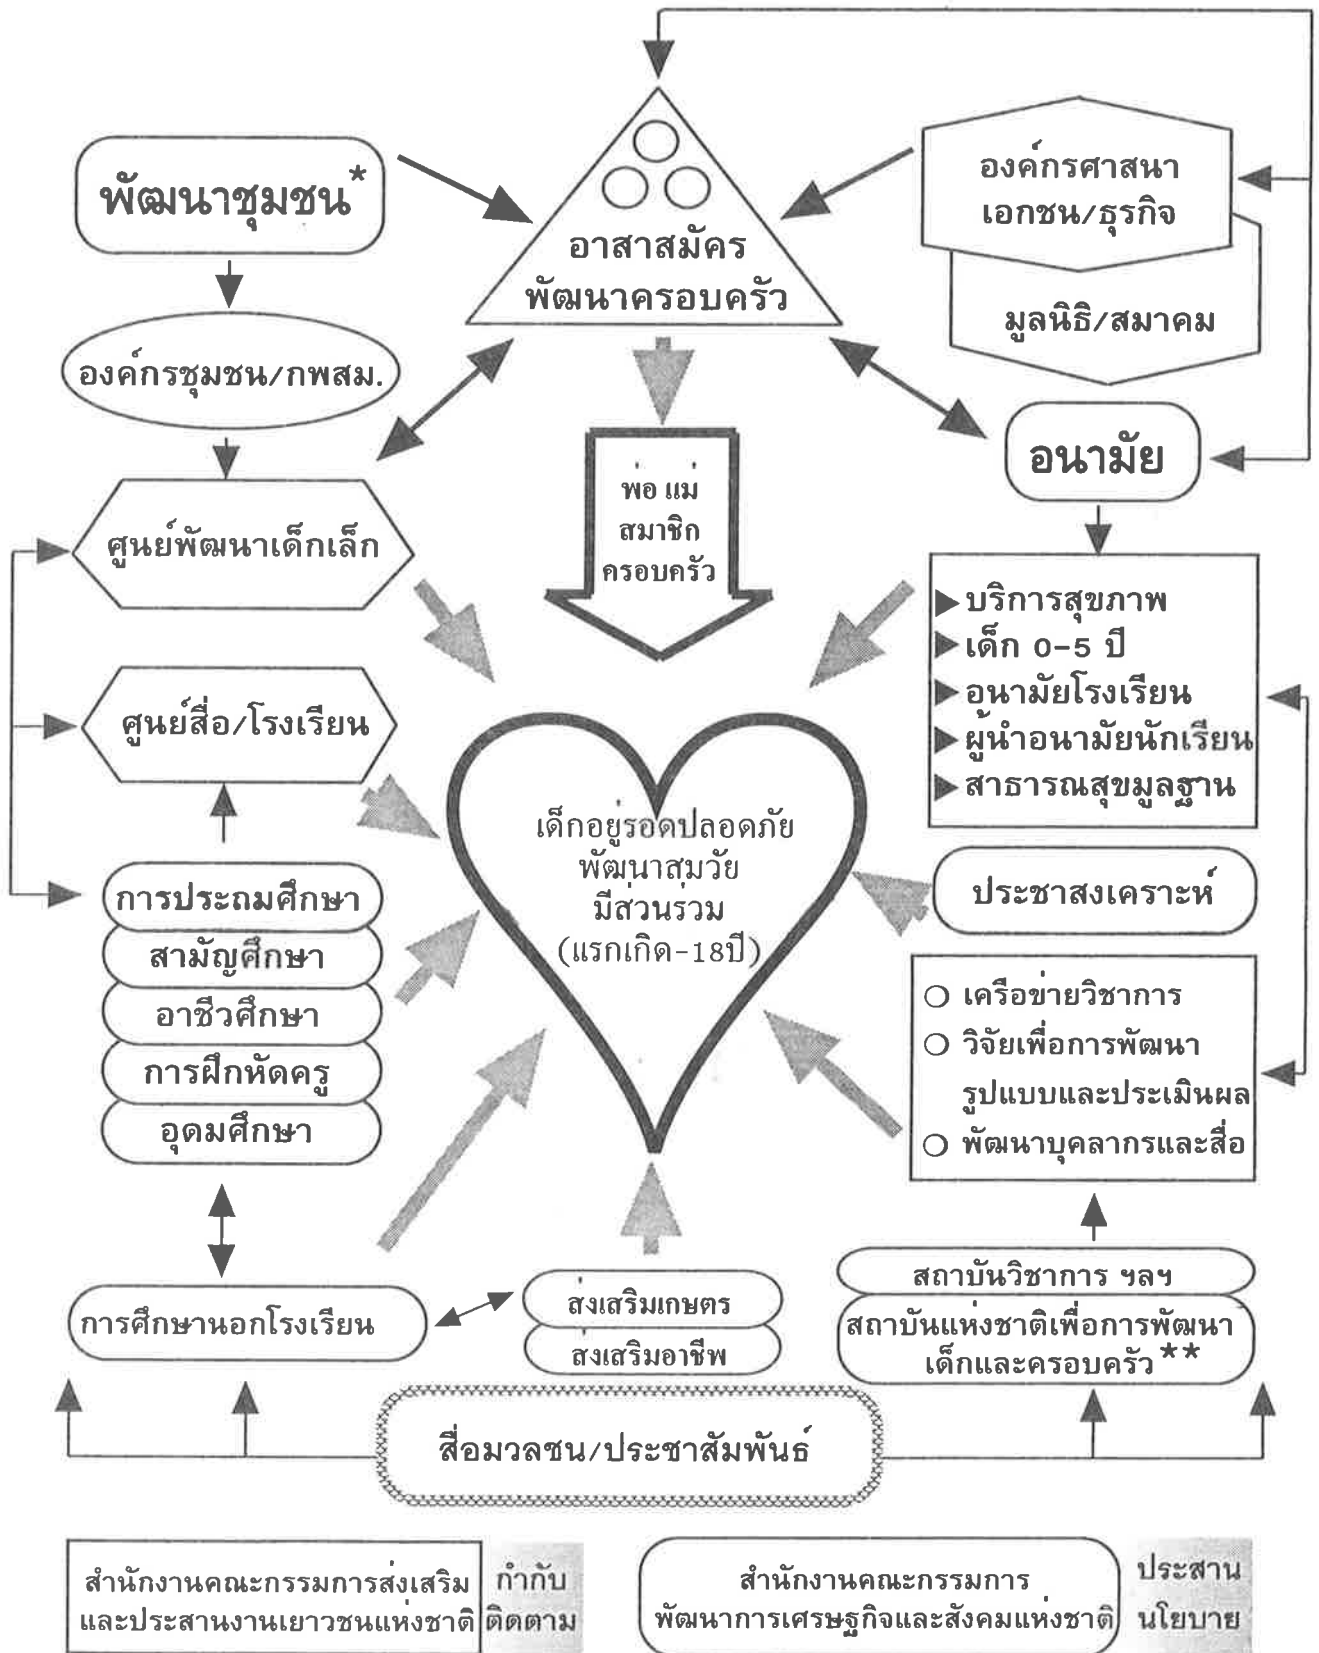 พัฒนาชุมชน*
อาสาสมัคร
พัฒนาครอบครัว
องค์กรศาสนา
เอกชน/ธุรกิจ
มูลนิธิ/สมาคม
องค์กรชุมชน/กพสม.
อนามัย
พ่อ แม่
สมาชิก
ครอบครัว
ศูนย์พัฒนาเด็กเล็ก
บริการสุขภาพ
เด็ก 0-5 ปี
อนามัยโรงเรียน
ผู้นำอนามัยนักเรียน
สาธารณสุขมูลฐาน
ศูนย์สื่อ/โรงเรียน
เด็กอยู่รอดปลอดภัย
พัฒนาสมวัย
มีส่วนร่วม
(แรกเกิด-18ปี)
การประถมศึกษา
สามัญศึกษา
อาชีวศึกษา
การฝึกหัดครู
อุดมศึกษา
ประชาสงเคราะห์
เครือข่ายวิชาการ
วิจัยเพื่อการพัฒนา
รูปแบบและประเมินผล
พัฒนาบุคลากรและสื่อ
การศึกษานอกโรงเรียน
ส่งเสริมเกษตร
ส่งเสริมอาชีพ
สถาบันวิชาการ ฯลฯ
สถาบันแห่งชาติเพื่อการพัฒนา
เด็กและครอบครัว**
สื่อมวลชน/ประชาสัมพันธ์
สำนักงานคณะกรรมการส่งเสริม
และประสานงานเยาวชนแห่งชาติ
กำกับ
ติดตาม
สำนักงานคณะกรรมการ
พัฒนาการเศรษฐกิจและสังคมแห่งชาติ
ประสาน
นโยบาย